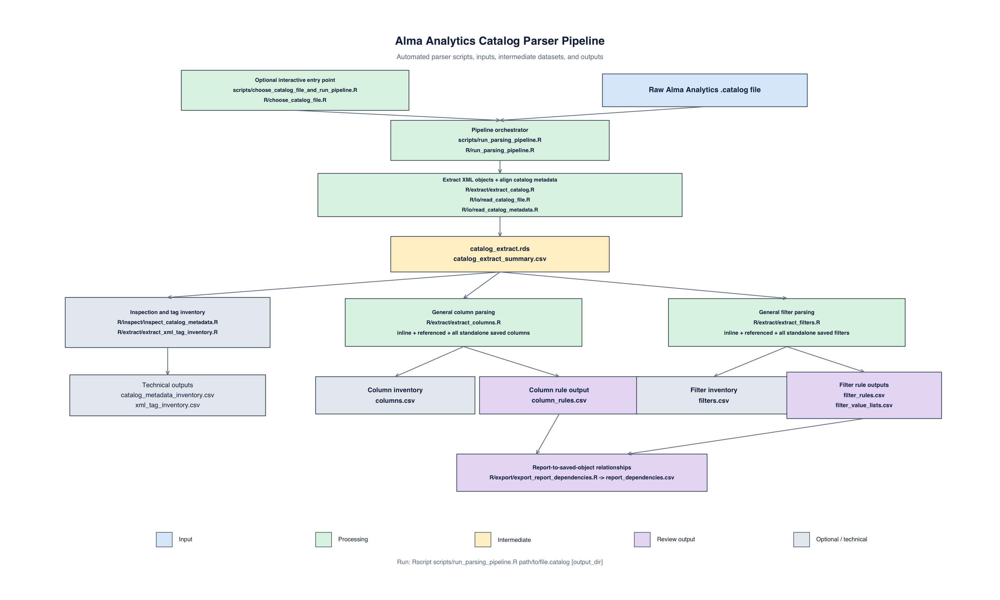 Alma Analytics Catalog Parser Pipeline
Automated parser scripts, inputs, intermediate datasets, and outputs
Optional interactive entry point
scripts/choose_catalog_file_and_run_pipeline.R
R/choose_catalog_file.R
Raw Alma Analytics .catalog file
Pipeline orchestrator
scripts/run_parsing_pipeline.R
R/run_parsing_pipeline.R
Extract XML objects + align catalog metadata
R/extract/extract_catalog.R
R/io/read_catalog_file.R
R/io/read_catalog_metadata.R
catalog_extract.rds
catalog_extract_summary.csv
Inspection and tag inventory
R/inspect/inspect_catalog_metadata.R
R/extract/extract_xml_tag_inventory.R
General column parsing
R/extract/extract_columns.R
inline + referenced + all standalone saved columns
General filter parsing
R/extract/extract_filters.R
inline + referenced + all standalone saved filters
Technical outputs
catalog_metadata_inventory.csv
xml_tag_inventory.csv
Column inventory
columns.csv
Column rule output
column_rules.csv
Filter inventory
filters.csv
Filter rule outputs
filter_rules.csv
filter_value_lists.csv
Report-to-saved-object relationships
R/export/export_report_dependencies.R -> report_dependencies.csv
Input
Processing
Intermediate
Review output
Optional / technical
Run: Rscript scripts/run_parsing_pipeline.R path/to/file.catalog [output_dir]